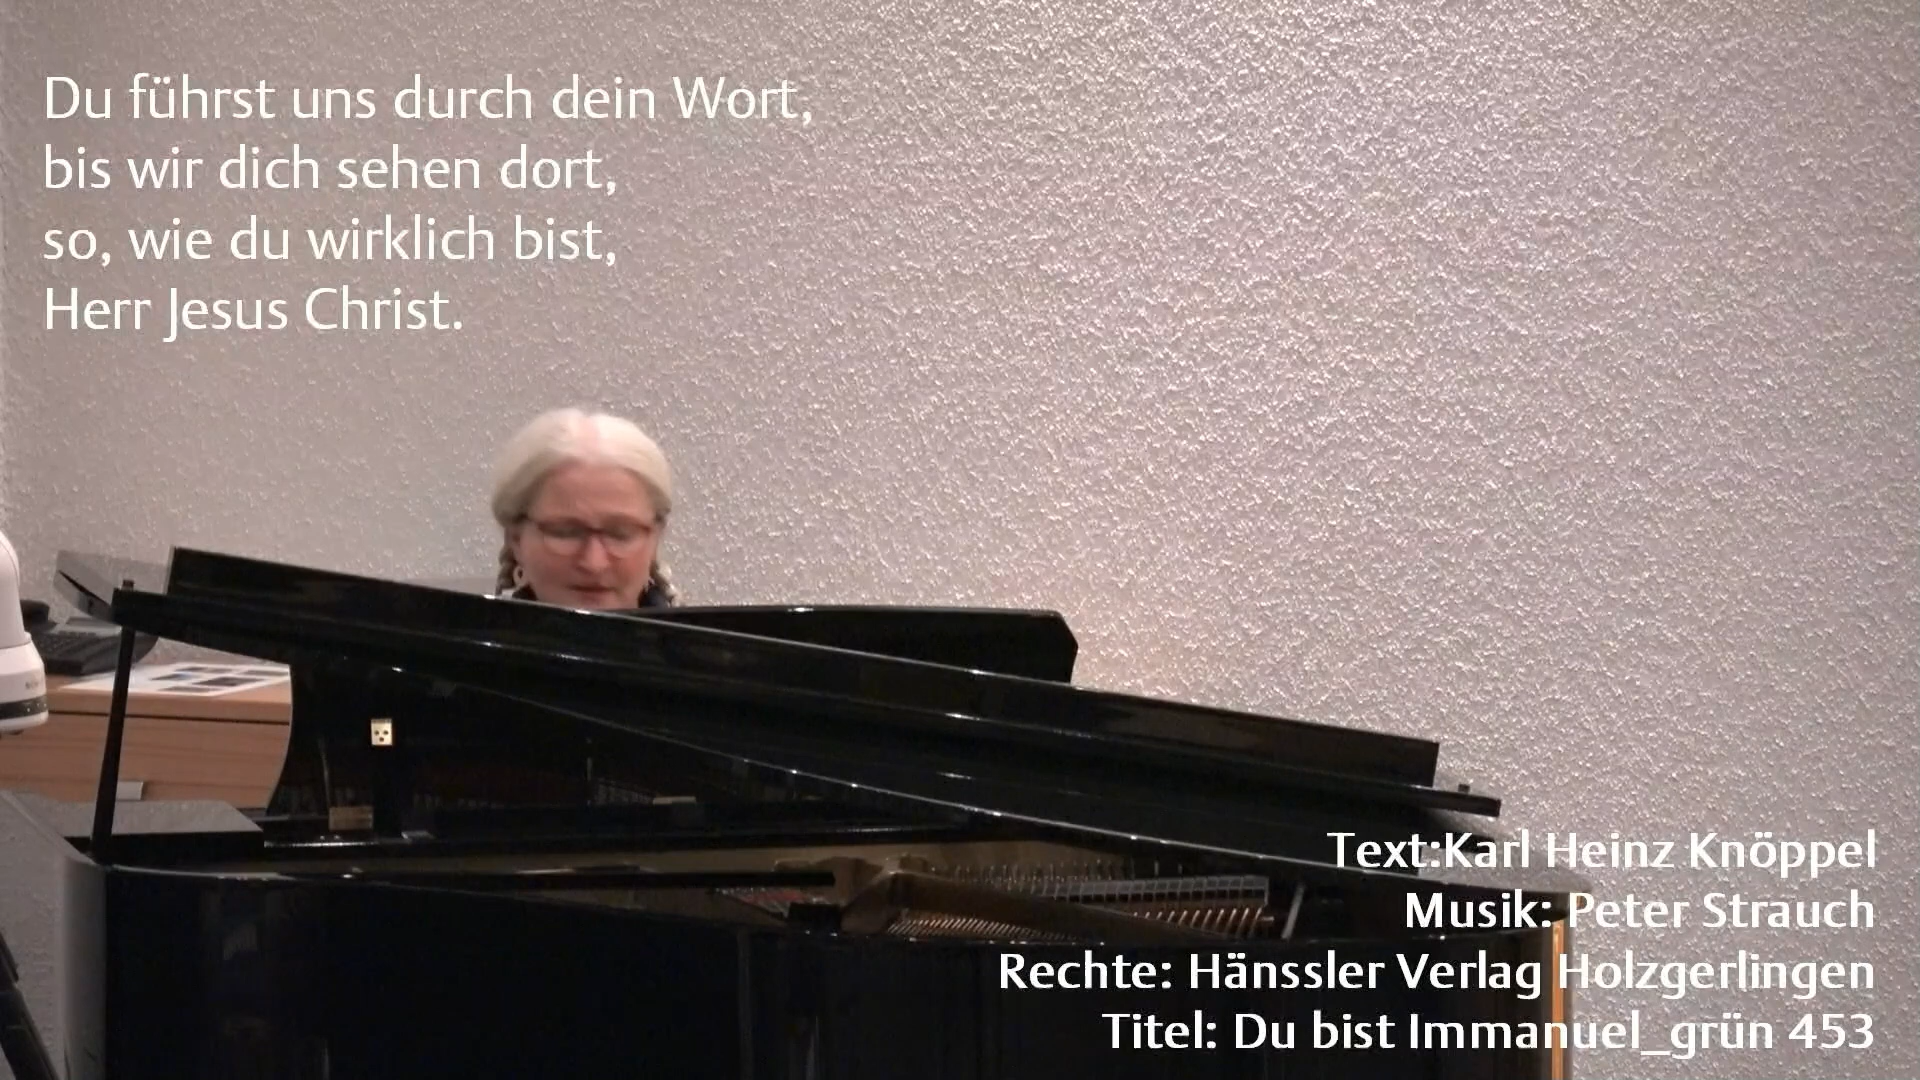 Du führst uns durch dein Wort,
bis wir dich sehen dort,
so, wie du wirklich bist,
Herr Jesus Christ.
Text:Karl Heinz Knöppel
Musik: Peter Strauch
Rechte: Hänssler Verlag Holzgerlingen
Titel: Du bist Immanuel_grün 453